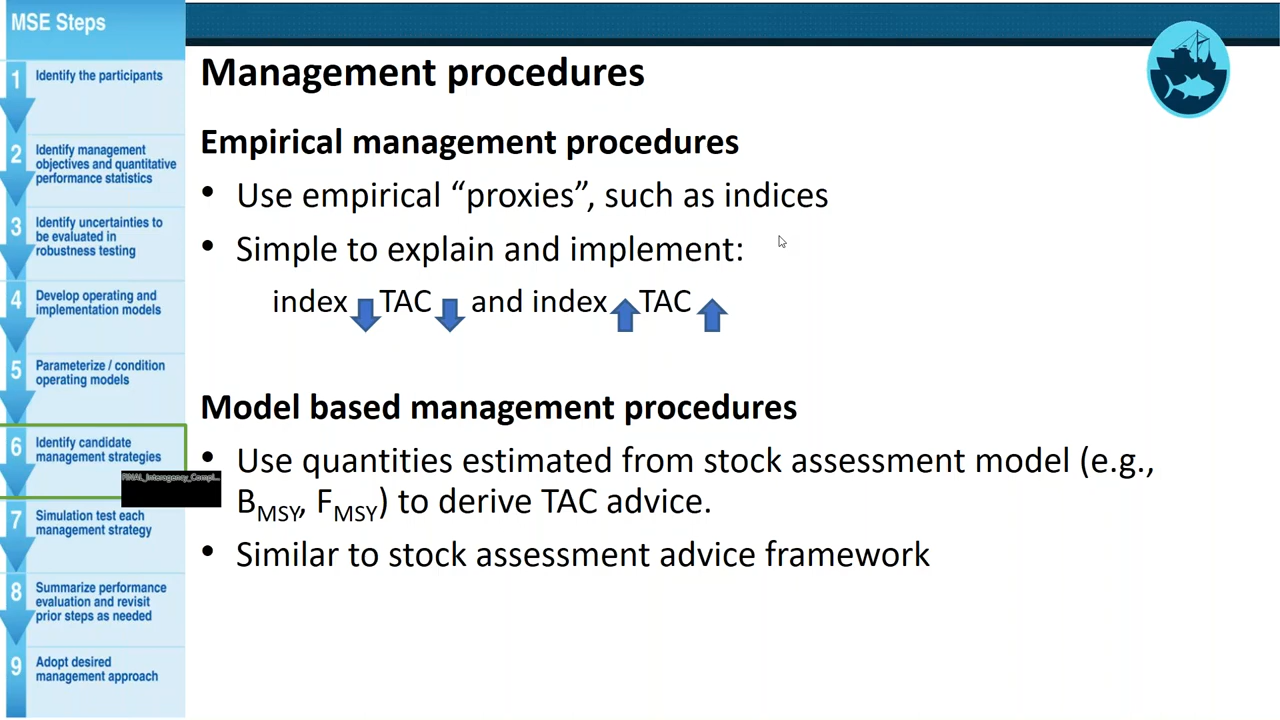 MSE Steps
1 Identify the participants
2 Identify management
objectives and quantitative
performance statistics
3 Identify uncertainties to
be evaluated in
robustness testing
4 Develop operating and
implementation models
5 Parameterize / condition
operating models
6 Identify candidate
management strategies
7 Simulation test each
management strategy
8 Summarize performance
evaluation and revisit
prior steps as needed
9 Adopt desired
management approach
Management procedures
Empirical management procedures
• Use empirical “proxies”, such as indices
• Simple to explain and implement:
index TAC and index TAC
Model based management procedures
• Use quantities estimated from stock assessment model (e.g.,
BMSY, FMSY) to derive TAC advice.
• Similar to stock assessment advice framework
FINAL_Interagency_Compl...